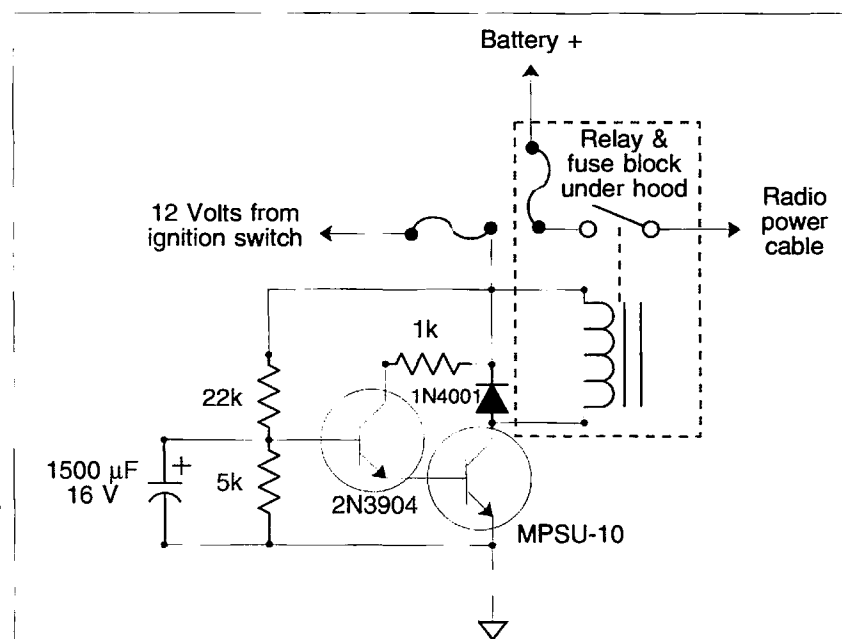 Battery +
Relay &
fuse block
under hood
12 Volts from
ignition switch
Radio
power
cable
1k
1N4001
22k
1500 µF
16 V
+
5k
2N3904
MPSU-10